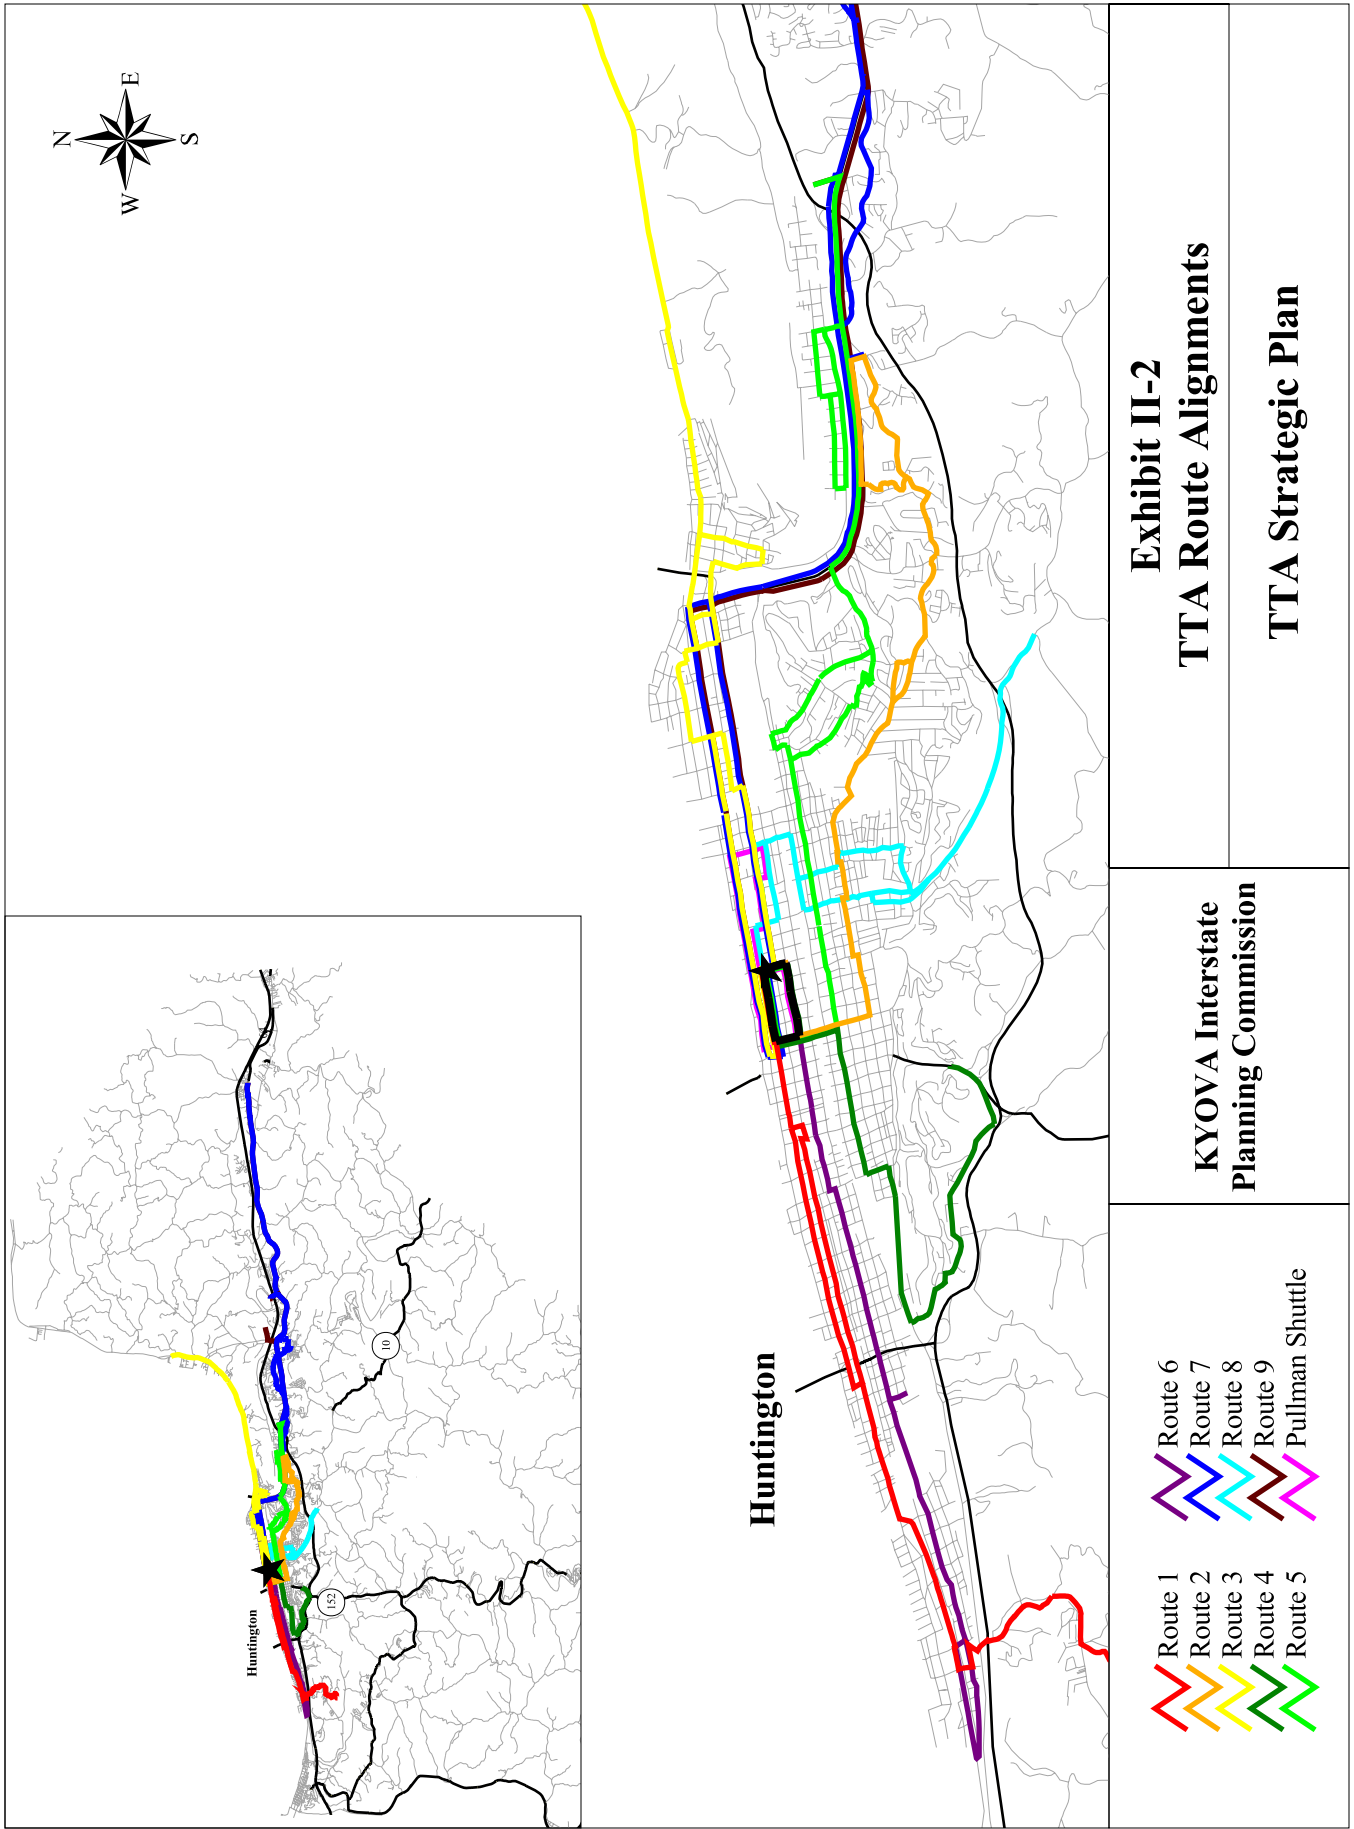 N
W
E
S
10
152
Huntington
Huntington
Route 1
Route 2
Route 3
Route 4
Route 5
Route 6
Route 7
Route 8
Route 9
Pullman Shuttle
KYOVA Interstate
Planning Commission
Exhibit II-2
TTA Route Alignments
TTA Strategic Plan